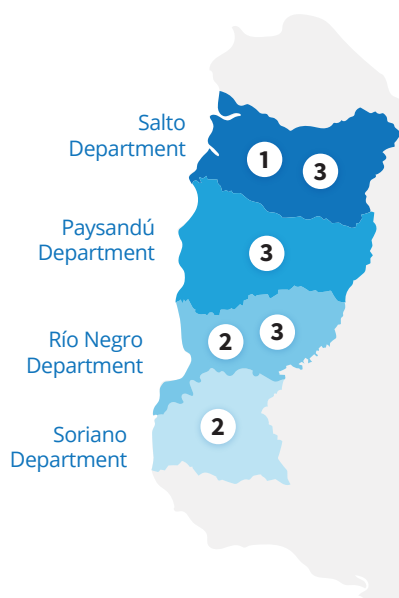 Salto
Department
1
3
Paysandú
Department
3
Río Negro
Department
2
3
Soriano
Department
2